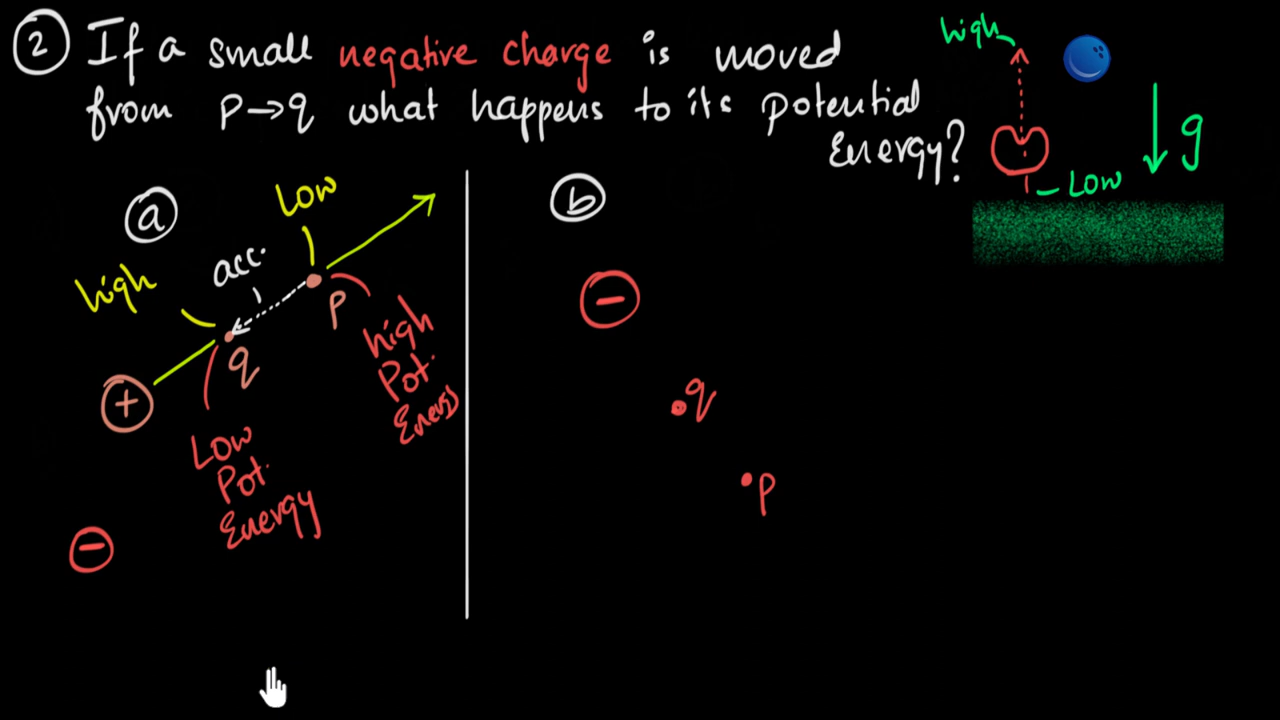 2 If a small negative charge is moved
from p→q what happens to its potential
Energy?
high
Low
g
a
Low
high
acc.
p
q
+
high
Pot.
Energy
Low
Pot.
Energy
−
b
−
q
p